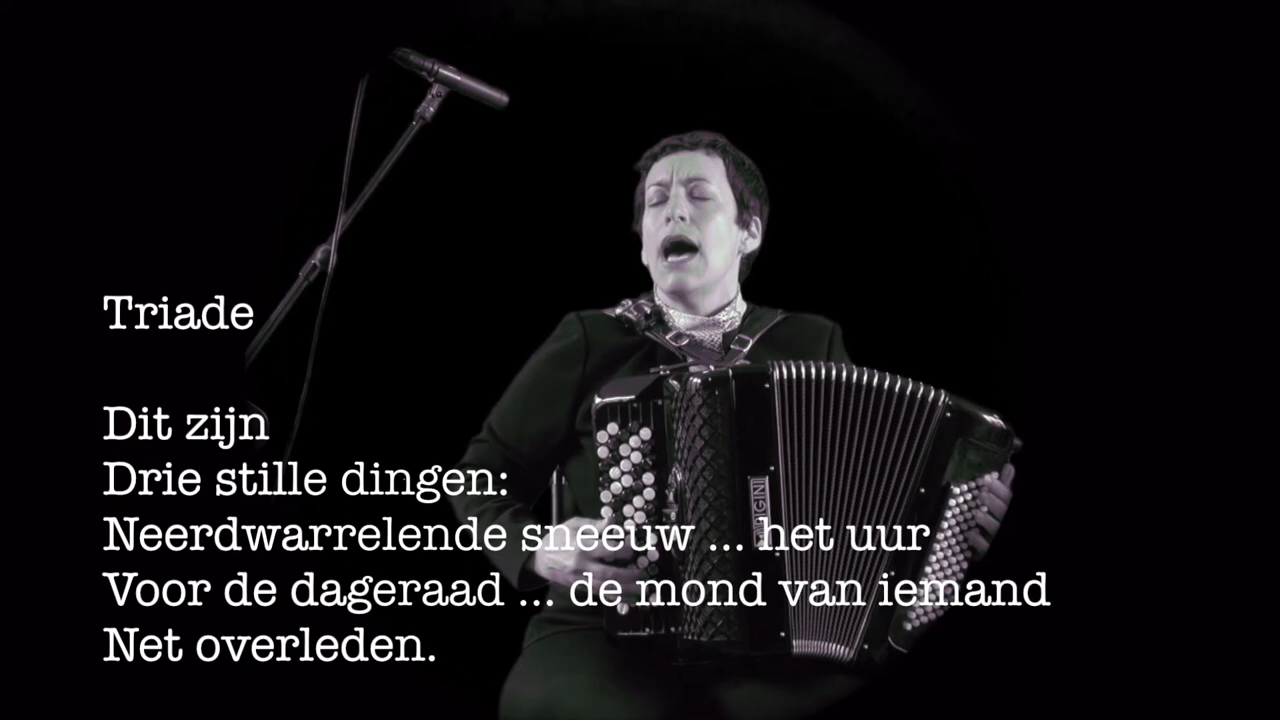 Triade
Dit zijn
Drie stille dingen:
Neerdwarrelende sneeuw ... het uur
Voor de dageraad ... de mond van iemand
Net overleden.